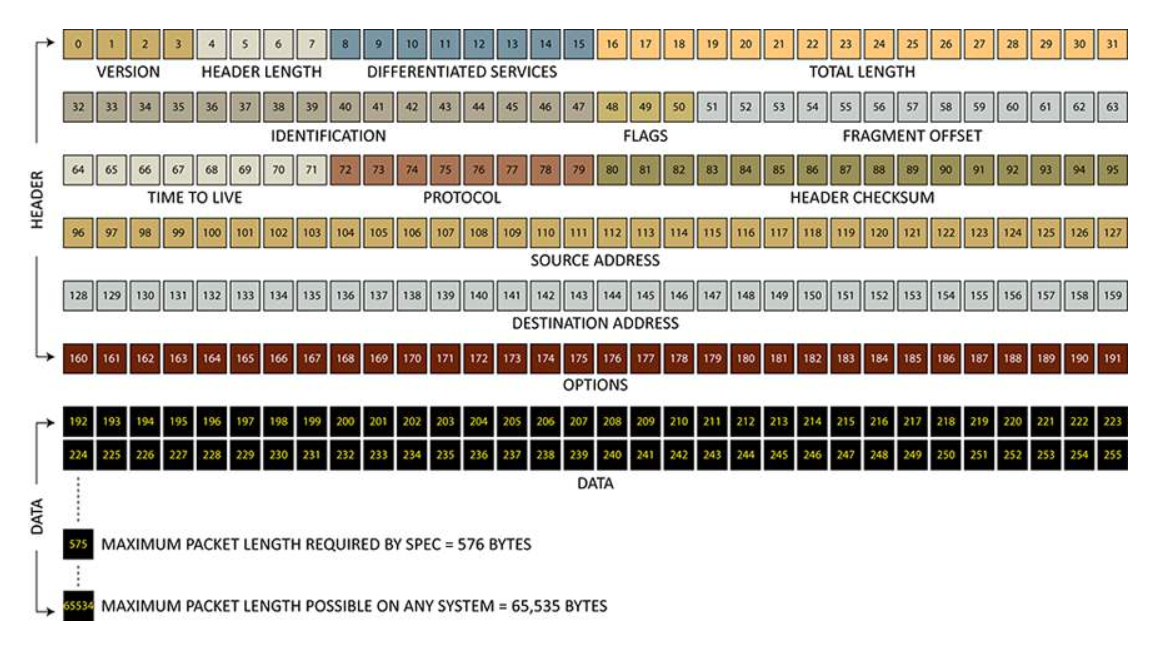 0 1 2 3 4 5 6 7 8 9 10 11 12 13 14 15 16 17 18 19 20 21 22 23 24 25 26 27 28 29 30 31
VERSION HEADER LENGTH DIFFERENTIATED SERVICES TOTAL LENGTH
32 33 34 35 36 37 38 39 40 41 42 43 44 45 46 47 48 49 50 51 52 53 54 55 56 57 58 59 60 61 62 63
IDENTIFICATION FLAGS FRAGMENT OFFSET
64 65 66 67 68 69 70 71 72 73 74 75 76 77 78 79 80 81 82 83 84 85 86 87 88 89 90 91 92 93 94 95
TIME TO LIVE PROTOCOL HEADER CHECKSUM
HEADER
96 97 98 99 100 101 102 103 104 105 106 107 108 109 110 111 112 113 114 115 116 117 118 119 120 121 122 123 124 125 126 127
SOURCE ADDRESS
128 129 130 131 132 133 134 135 136 137 138 139 140 141 142 143 144 145 146 147 148 149 150 151 152 153 154 155 156 157 158 159
DESTINATION ADDRESS
160 161 162 163 164 165 166 167 168 169 170 171 172 173 174 175 176 177 178 179 180 181 182 183 184 185 186 187 188 189 190 191
OPTIONS
192 193 194 195 196 197 198 199 200 201 202 203 204 205 206 207 208 209 210 211 212 213 214 215 216 217 218 219 220 221 222 223
224 225 226 227 228 229 230 231 232 233 234 235 236 237 238 239 240 241 242 243 244 245 246 247 248 249 250 251 252 253 254 255
DATA
DATA
575 MAXIMUM PACKET LENGTH REQUIRED BY SPEC = 576 BYTES
65534 MAXIMUM PACKET LENGTH POSSIBLE ON ANY SYSTEM = 65,535 BYTES